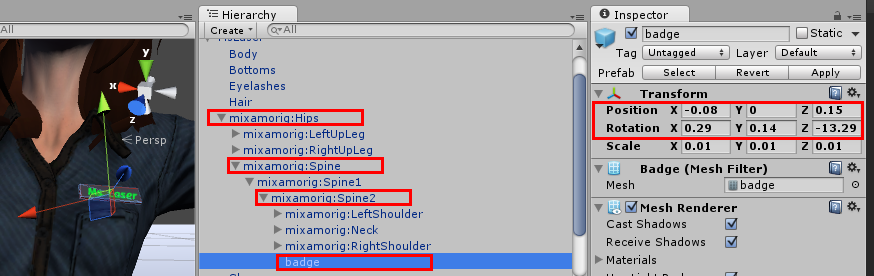 All
y
x
z
Persp
Ms. Loser
Hierarchy
Create
All
Body
Bottoms
Eyelashes
Hair
mixamorig:Hips
mixamorig:LeftUpLeg
mixamorig:RightUpLeg
mixamorig:Spine
mixamorig:Spine1
mixamorig:Spine2
mixamorig:LeftShoulder
mixamorig:Neck
mixamorig:RightShoulder
badge
Inspector
badge
Static
Tag Untagged Layer Default
Prefab Select Revert Apply
Transform
Position X -0.08 Y 0 Z 0.15
Rotation X 0.29 Y 0.14 Z -13.29
Scale X 0.01 Y 0.01 Z 0.01
Badge (Mesh Filter)
Mesh badge
Mesh Renderer
Cast Shadows
Receive Shadows
Materials